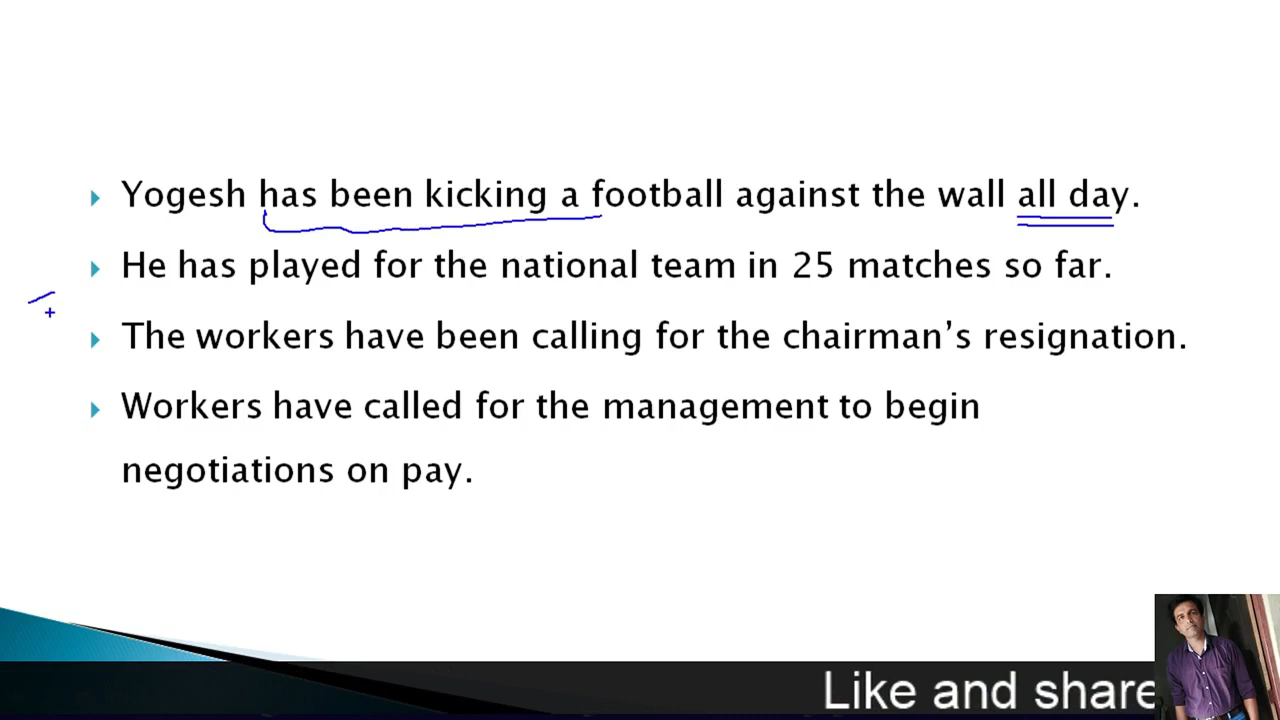 Yogesh has been kicking a football against the wall all day.
He has played for the national team in 25 matches so far.
The workers have been calling for the chairman’s resignation.
Workers have called for the management to begin
negotiations on pay.
Like and share